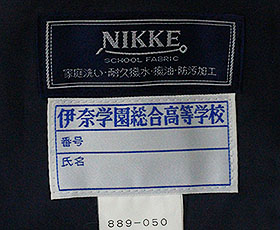 NIKKE
SCHOOL FABRIC
家庭洗い・耐久撥水・撥油・防汚加工
伊奈学園総合高等学校
番号
氏名
889-050